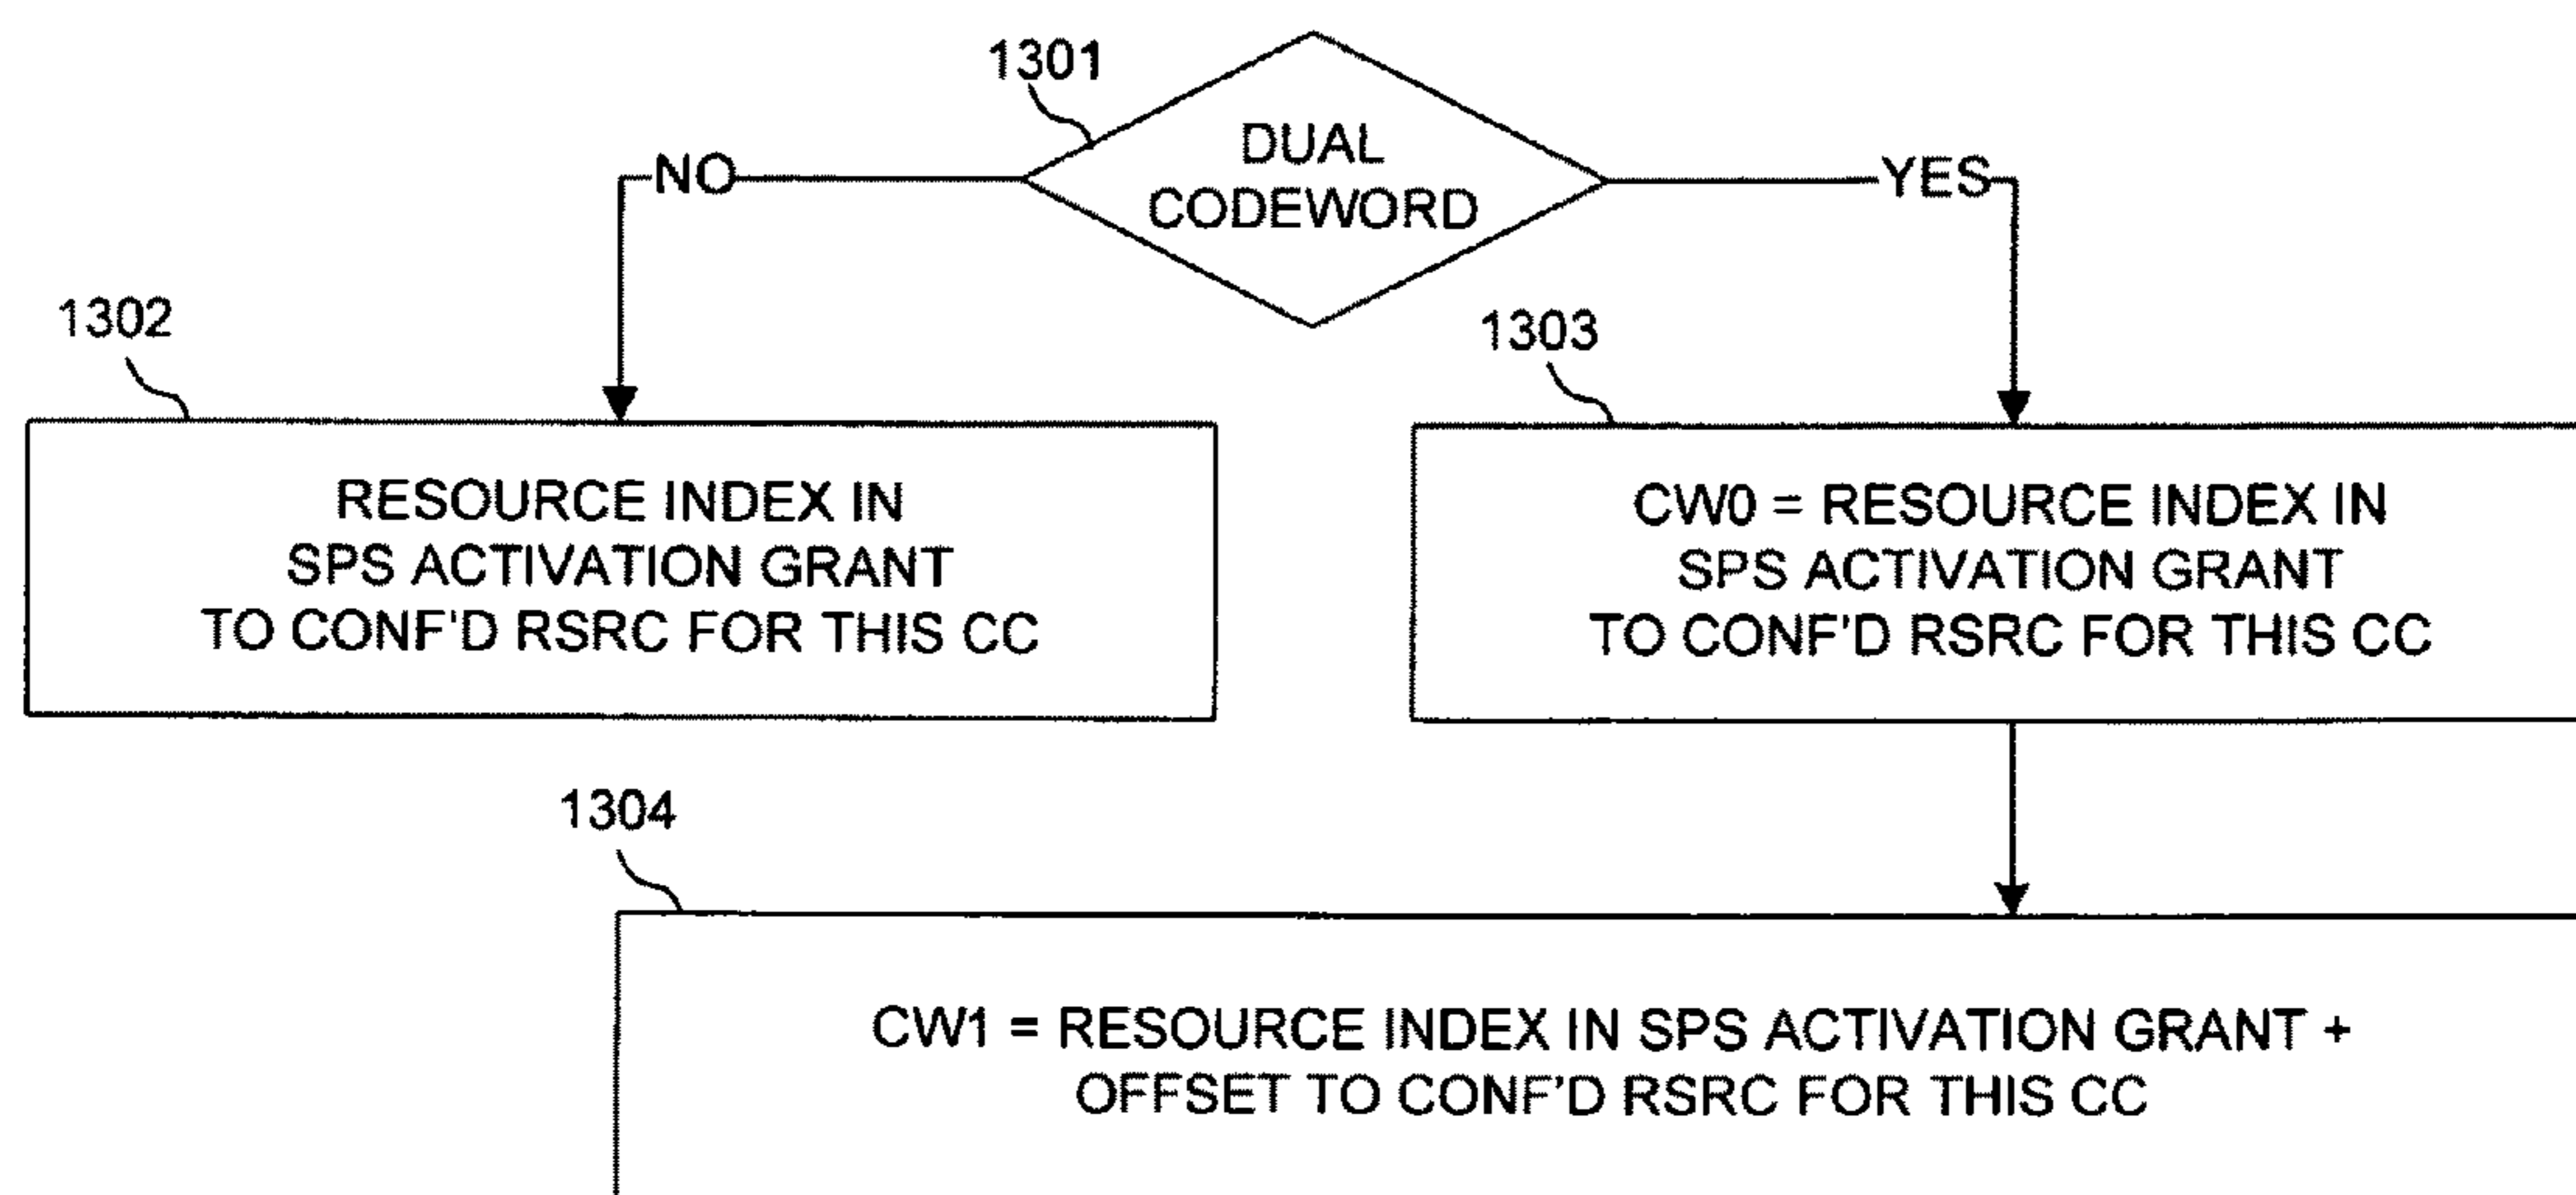 1301
DUAL
CODEWORD
NO
YES
1302
RESOURCE INDEX IN
SPS ACTIVATION GRANT
TO CONF'D RSRC FOR THIS CC
1303
CW0 = RESOURCE INDEX IN
SPS ACTIVATION GRANT
TO CONF'D RSRC FOR THIS CC
1304
CW1 = RESOURCE INDEX IN SPS ACTIVATION GRANT +
OFFSET TO CONF'D RSRC FOR THIS CC